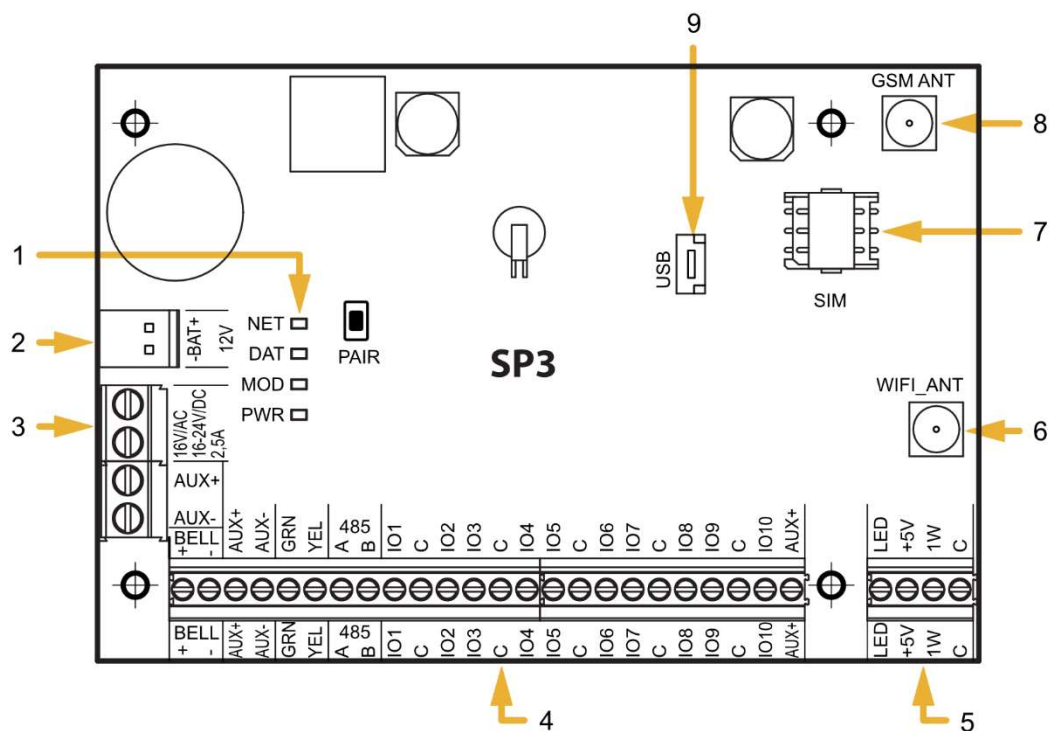 9
GSM ANT
8
7
SIM
USB
1
NET
DAT
MOD
PWR
PAIR
SP3
2
-BAT+
12V
3
16V/AC
16-24V/DC
2,5A
AUX+
AUX-
WIFI_ANT
6
BELL
+ - AUX+ AUX- GRN YEL 485 A B IO1 C IO2 IO3 C IO4 IO5 C IO6 IO7 C IO8 IO9 C IO10 AUX+ LED +5V 1W C
BELL
+ - AUX+ AUX- GRN YEL 485 A B IO1 C IO2 IO3 C IO4 IO5 C IO6 IO7 C IO8 IO9 C IO10 AUX+ LED +5V 1W C
4
5